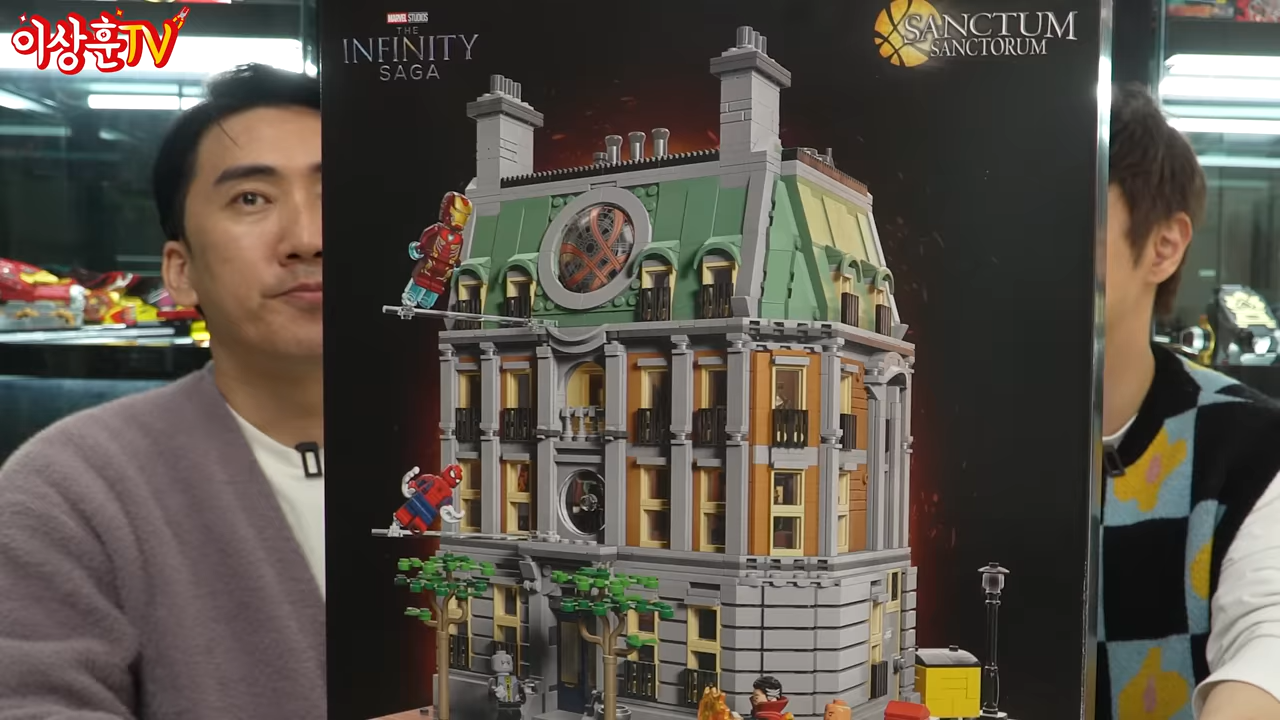 이상훈TV
MARVEL STUDIOS
THE
INFINITY
SAGA
SANCTUM
SANCTORUM